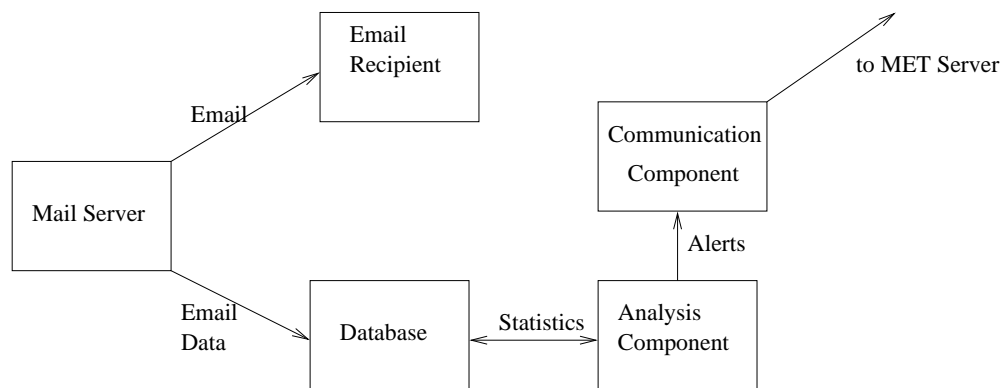 Email
Recipient
to MET Server
Email
Communication
Component
Mail Server
Alerts
Email
Data
Database
Statistics
Analysis
Component